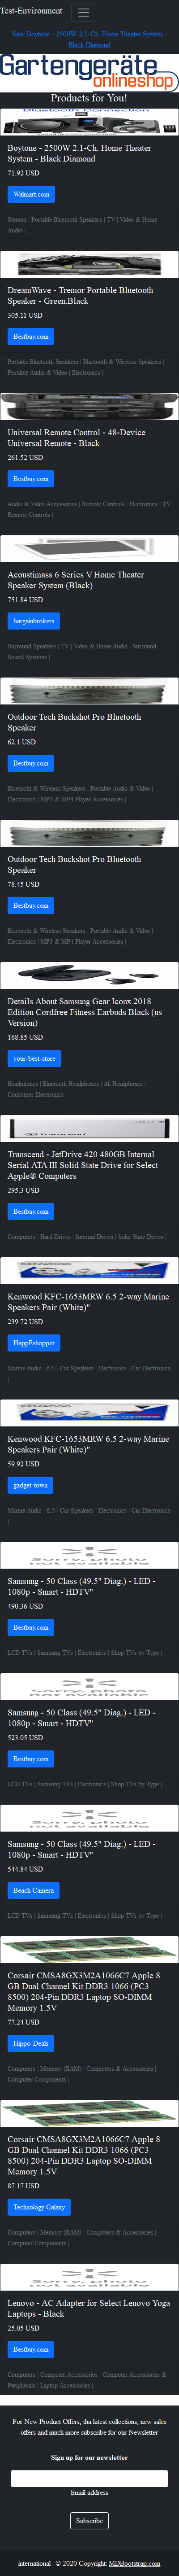 Test-Environment
Sale: Boytone - 2500W 2.1-Ch. Home Theater System -
Black Diamond
Gartengeräte
onlineshop
Products for You!
Boytone - 2500W 2.1-Ch. Home Theater
System - Black Diamond
71.92 USD
Walmart.com
Stereos | Portable Bluetooth Speakers | TV | Video & Home
Audio |
DreamWave - Tremor Portable Bluetooth
Speaker - Green,Black
305.11 USD
Bestbuy.com
Portable Bluetooth Speakers | Bluetooth & Wireless Speakers |
Portable Audio & Video | Electronics |
Universal Remote Control - 48-Device
Universal Remote - Black
261.52 USD
Bestbuy.com
Audio & Video Accessories | Remote Controls | Electronics | TV
Remote Controls |
Acoustimass 6 Series V Home Theater
Speaker System (Black)
751.84 USD
bargainbrokers
Surround Speakers | TV | Video & Home Audio | Surround
Sound Systems |
Outdoor Tech Buckshot Pro Bluetooth
Speaker
62.1 USD
Bestbuy.com
Bluetooth & Wireless Speakers | Portable Audio & Video |
Electronics | MP3 & MP4 Player Accessories |
Outdoor Tech Buckshot Pro Bluetooth
Speaker
78.45 USD
Bestbuy.com
Bluetooth & Wireless Speakers | Portable Audio & Video |
Electronics | MP3 & MP4 Player Accessories |
Details About Samsung Gear Iconx 2018
Edition Cordfree Fitness Earbuds Black (us
Version)
168.85 USD
your-best-store
Headphones | Bluetooth Headphones | All Headphones |
Consumer Electronics |
Transcend
Transcend - JetDrive 420 480GB Internal
Serial ATA III Solid State Drive for Select
Apple® Computers
295.3 USD
Bestbuy.com
Computers | Hard Drives | Internal Drives | Solid State Drives |
Kenwood KFC-1653MRW 6.5 2-way Marine
Speakers Pair (White)"
239.72 USD
HappEshopper
Marine Audio | 6.5\ Car Speakers | Electronics | Car Electronics
|
Kenwood KFC-1653MRW 6.5 2-way Marine
Speakers Pair (White)"
59.92 USD
gadget-town
Marine Audio | 6.5\ Car Speakers | Electronics | Car Electronics
|
Sorry, photo
not available
Samsung - 50 Class (49.5" Diag.) - LED -
1080p - Smart - HDTV"
490.36 USD
Bestbuy.com
LCD TVs | Samsung TVs | Electronics | Shop TVs by Type |
Sorry, photo
not available
Samsung - 50 Class (49.5" Diag.) - LED -
1080p - Smart - HDTV"
523.05 USD
Bestbuy.com
LCD TVs | Samsung TVs | Electronics | Shop TVs by Type |
Sorry, photo
not available
Samsung - 50 Class (49.5" Diag.) - LED -
1080p - Smart - HDTV"
544.84 USD
Beach Camera
LCD TVs | Samsung TVs | Electronics | Shop TVs by Type |
Corsair CMSA8GX3M2A1066C7 Apple 8
GB Dual Channel Kit DDR3 1066 (PC3
8500) 204-Pin DDR3 Laptop SO-DIMM
Memory 1.5V
77.24 USD
Hippo-Deals
Computers | Memory (RAM) | Computers & Accessories |
Computer Components |
Corsair CMSA8GX3M2A1066C7 Apple 8
GB Dual Channel Kit DDR3 1066 (PC3
8500) 204-Pin DDR3 Laptop SO-DIMM
Memory 1.5V
87.17 USD
Technology Galaxy
Computers | Memory (RAM) | Computers & Accessories |
Computer Components |
Lenovo - AC Adapter for Select Lenovo Yoga
Laptops - Black
25.05 USD
Bestbuy.com
Computers | Computer Accessories | Computer Accessories &
Peripherals | Laptop Accessories |
For New Product Offers, tha latest collections, new sales
offers and much more subscribe for our Newsletter
Sign up for our newsletter
Email address
Subscribe
international | © 2020 Copyright: MDBootstrap.com